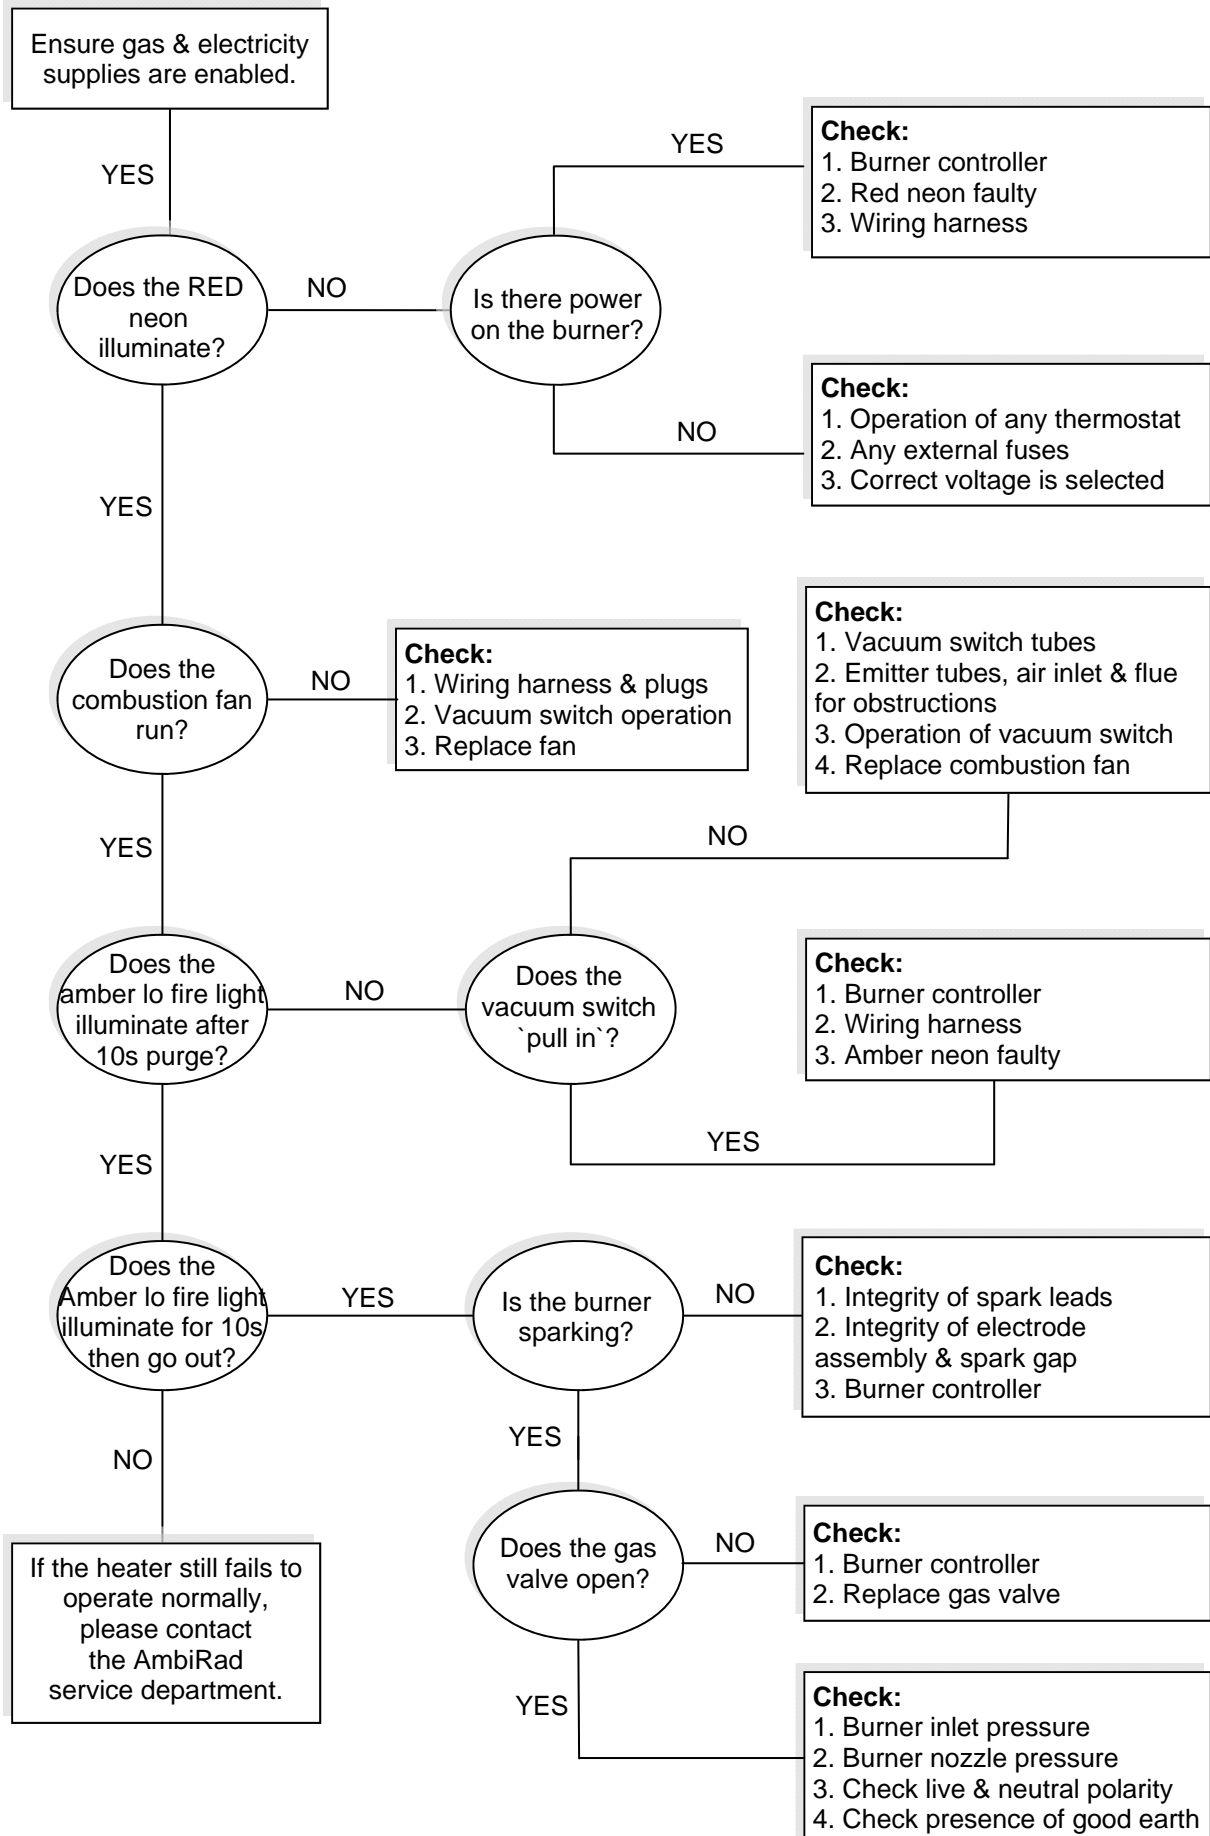 Ensure gas & electricity
supplies are enabled.
YES
Does the RED
neon
illuminate?
NO
Is there power
on the burner?
YES
Check:
1. Burner controller
2. Red neon faulty
3. Wiring harness
NO
Check:
1. Operation of any thermostat
2. Any external fuses
3. Correct voltage is selected
YES
Does the
combustion fan
run?
NO
Check:
1. Wiring harness & plugs
2. Vacuum switch operation
3. Replace fan
YES
Does the
amber lo fire light
illuminate after
10s purge?
NO
Does the
vacuum switch
`pull in`?
NO
Check:
1. Vacuum switch tubes
2. Emitter tubes, air inlet & flue
for obstructions
3. Operation of vacuum switch
4. Replace combustion fan
YES
Check:
1. Burner controller
2. Wiring harness
3. Amber neon faulty
YES
Does the
Amber lo fire light
illuminate for 10s
then go out?
YES
Is the burner
sparking?
NO
Check:
1. Integrity of spark leads
2. Integrity of electrode
assembly & spark gap
3. Burner controller
YES
Does the gas
valve open?
NO
Check:
1. Burner controller
2. Replace gas valve
YES
Check:
1. Burner inlet pressure
2. Burner nozzle pressure
3. Check live & neutral polarity
4. Check presence of good earth
NO
If the heater still fails to
operate normally,
please contact
the AmbiRad
service department.